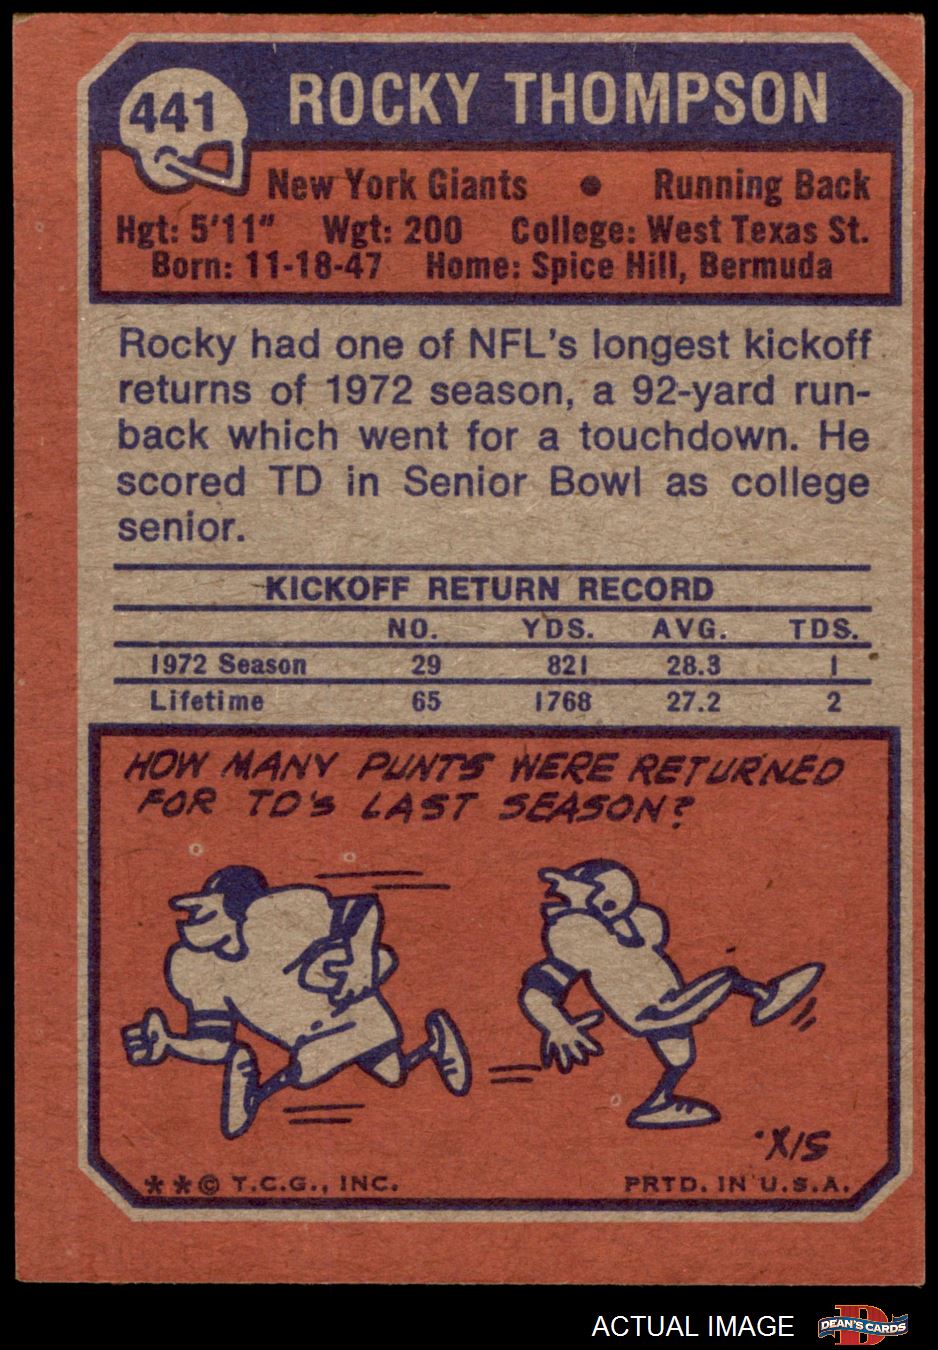 441
ROCKY THOMPSON
New York Giants • Running Back
Hgt: 5'11" Wgt: 200 College: West Texas St.
Born: 11-18-47 Home: Spice Hill, Bermuda
Rocky had one of NFL's longest kickoff
returns of 1972 season, a 92-yard run-
back which went for a touchdown. He
scored TD in Senior Bowl as college
senior.
KICKOFF RETURN RECORD
NO. YDS. AVG. TDS.
1972 Season 29 821 28.3 1
Lifetime 65 1768 27.2 2
HOW MANY PUNTS WERE RETURNED
FOR TD'S LAST SEASON?
'X/S
**© T.C.G., INC. PRTD. IN U.S.A.
ACTUAL IMAGE
D
DEAN'S CARDS